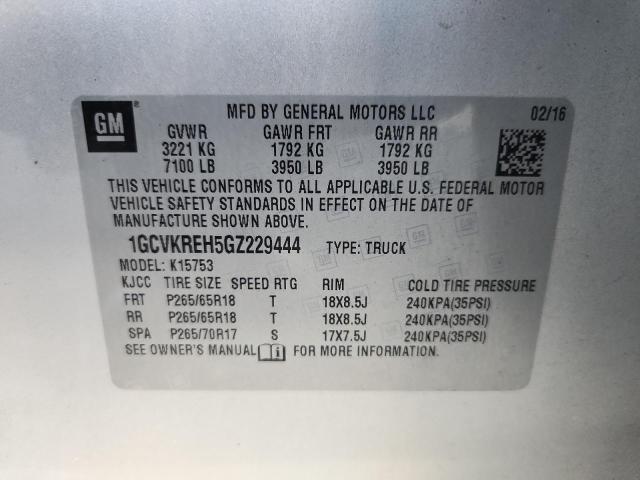 GM ® MFD BY GENERAL MOTORS LLC 02/16
GVWR GAWR FRT GAWR RR
3221 KG 1792 KG 1792 KG
7100 LB 3950 LB 3950 LB
THIS VEHICLE CONFORMS TO ALL APPLICABLE U.S. FEDERAL MOTOR
VEHICLE SAFETY STANDARDS IN EFFECT ON THE DATE OF
MANUFACTURE SHOWN ABOVE.
1GCVKREH5GZ229444 TYPE: TRUCK
MODEL: K15753
KJCC TIRE SIZE SPEED RTG RIM COLD TIRE PRESSURE
FRT P265/65R18 T 18X8.5J 240KPA(35PSI)
RR P265/65R18 T 18X8.5J 240KPA(35PSI)
SPA P265/70R17 S 17X7.5J 240KPA(35PSI)
SEE OWNER'S MANUAL FOR MORE INFORMATION.